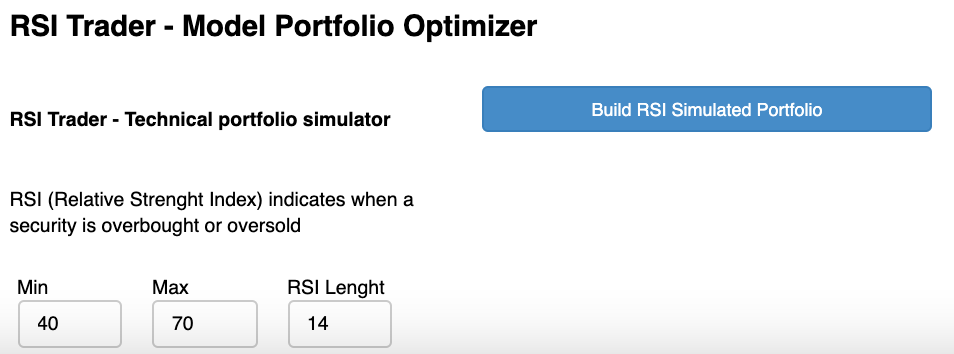 RSI Trader - Model Portfolio Optimizer
RSI Trader - Technical portfolio simulator
Build RSI Simulated Portfolio
RSI (Relative Strenght Index) indicates when a
security is overbought or oversold
Min Max RSI Lenght
40 70 14